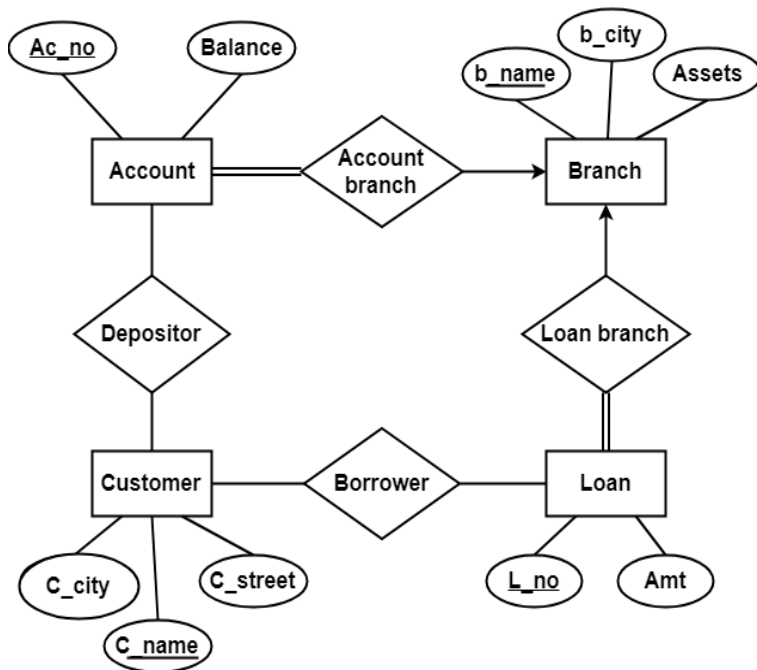 Ac_no
Balance
b_name
b_city
Assets
Account
Account
branch
Branch
Depositor
Loan branch
Customer
Borrower
Loan
C_city
C_name
C_street
L_no
Amt